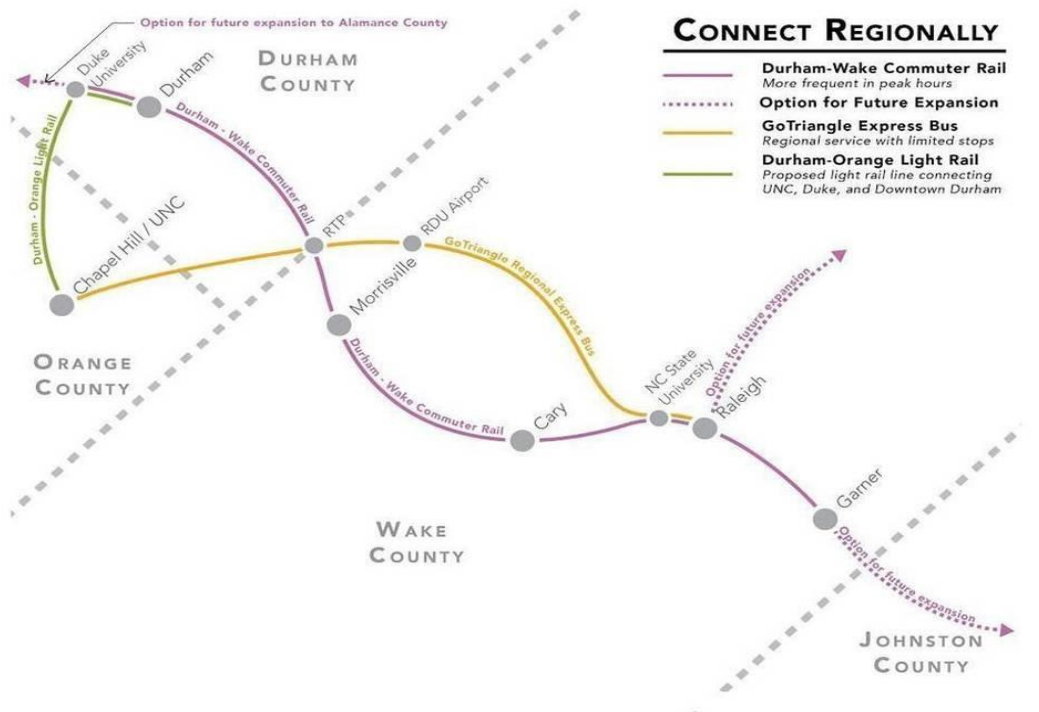 Option for future expansion to Alamance County
Duke
University
Durham
DURHAM
COUNTY
CONNECT REGIONALLY
Durham-Wake Commuter Rail
More frequent in peak hours
Option for Future Expansion
GoTriangle Express Bus
Regional service with limited stops
Durham-Orange Light Rail
Proposed light rail line connecting
UNC, Duke, and Downtown Durham
Durham - Wake Commuter Rail
Durham - Orange Light Rail
Chapel Hill / UNC
RTP
RDU Airport
GoTriangle Regional Express Bus
Morrisville
Option for future expansion
ORANGE
COUNTY
Durham - Wake Commuter Rail
NC State
University
Raleigh
Cary
Garner
WAKE
COUNTY
Option for future expansion
JOHNSTON
COUNTY